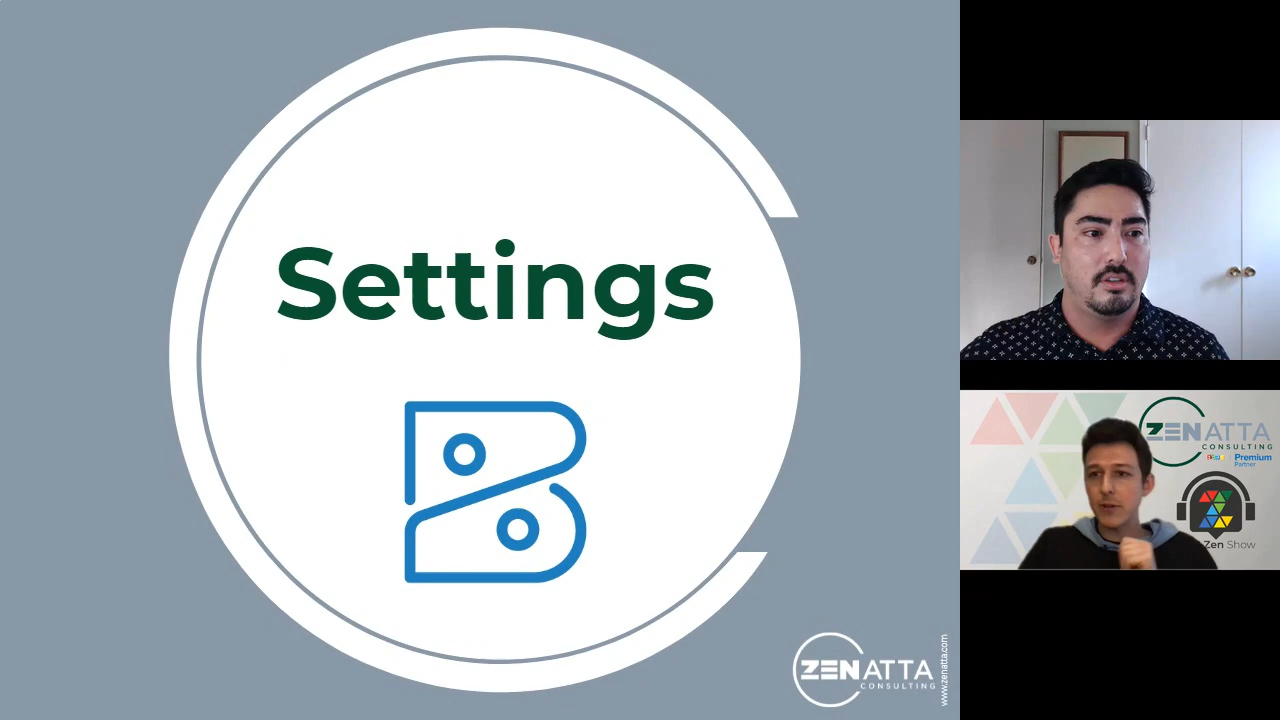 Settings
ZENATTA
CONSULTING
www.zenatta.com
ZENATTA
CONSULTING
Premium
Partner
Zen Show